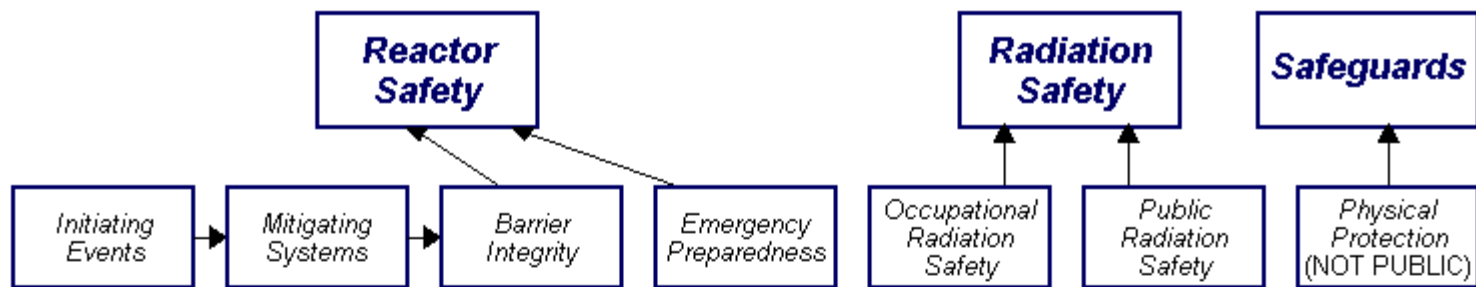 Reactor
Safety
Radiation
Safety
Safeguards
Initiating
Events
Mitigating
Systems
Barrier
Integrity
Emergency
Preparedness
Occupational
Radiation
Safety
Public
Radiation
Safety
Physical
Protection
(NOT PUBLIC)